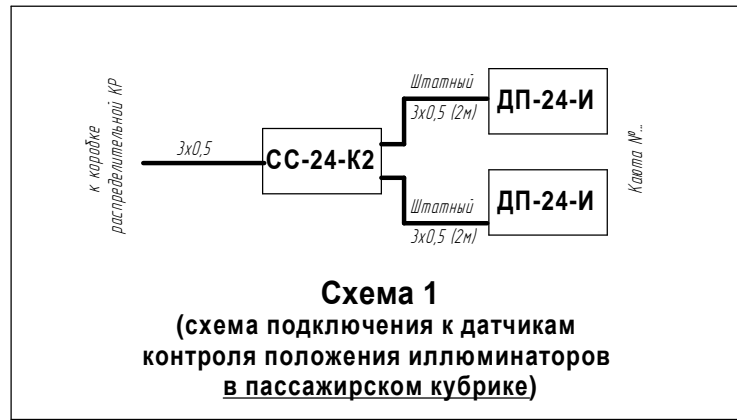 к коробке
распределительной КР
3х0,5
СС-24-К2
Штатный
3х0,5 (2м)
ДП-24-И
Штатный
3х0,5 (2м)
ДП-24-И
Каюта №...
Схема 1
(схема подключения к датчикам
контроля положения иллюминаторов
в пассажирском кубрике)